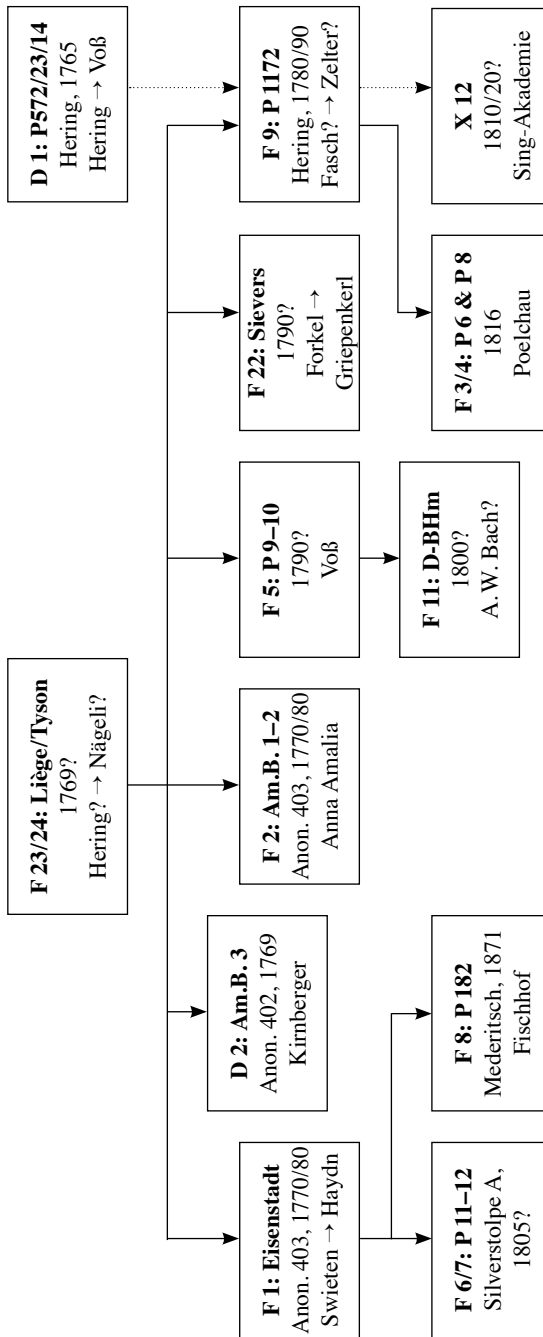 F 23/24: Liège/Tyson
1769?
Hering? → Nägeli?
D 1: P572/23/14
Hering, 1765
Hering → Voß
F 1: Eisenstadt
Anon. 403, 1770/80
Swieten → Haydn
D 2: Am.B. 3
Anon. 402, 1769
Kirnberger
F 2: Am.B. 1–2
Anon. 403, 1770/80
Anna Amalia
F 5: P 9–10
1790?
Voß
F 22: Sievers
1790?
Forkel →
Griepenkerl
F 9: P 1172
Hering, 1780/90
Fasch? → Zelter?
F 6/7: P 11–12
Silverstolpe A,
1805?
F 8: P 182
Mederitsch, 1871
Fischhof
F 11: D-BHm
1800?
A. W. Bach?
F 3/4: P 6 & P 8
1816
Poelchau
X 12
1810/20?
Sing-Akademie